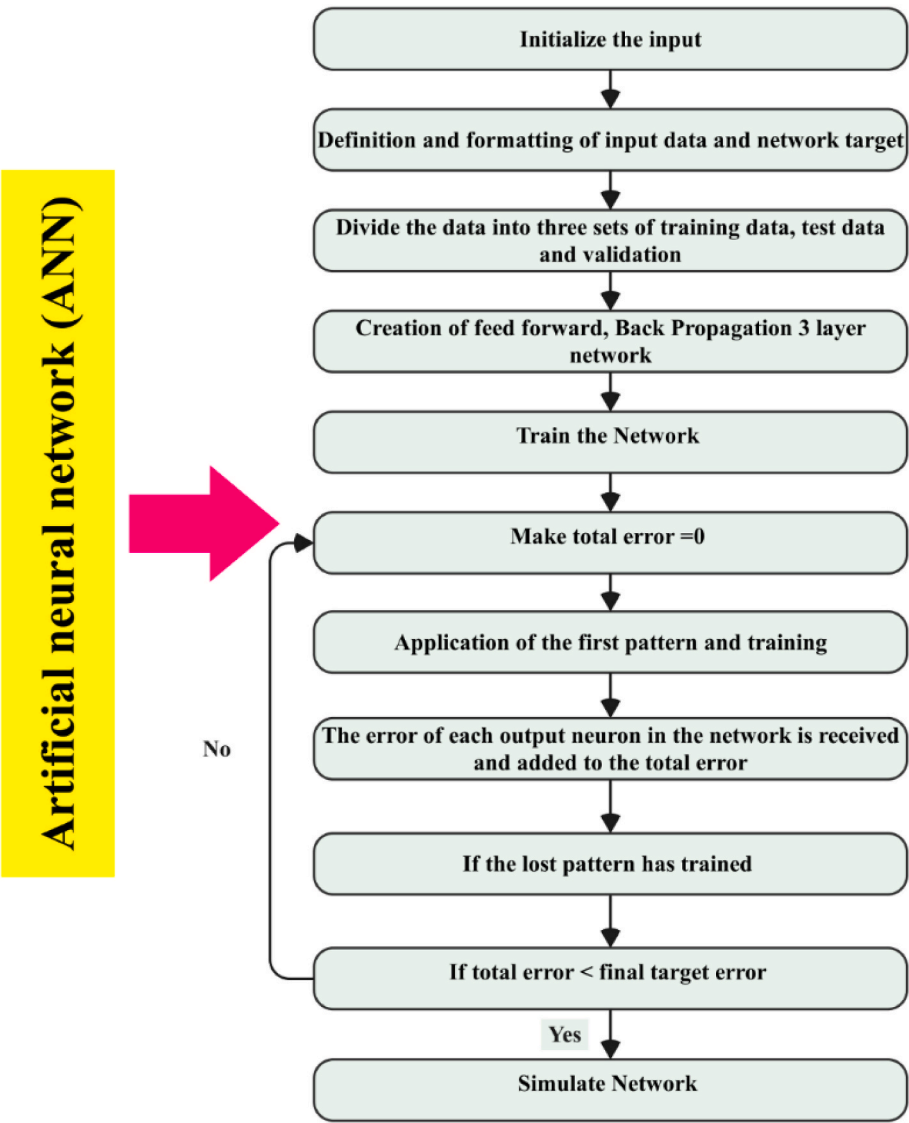 Artificial neural network (ANN)
Initialize the input
Definition and formatting of input data and network target
Divide the data into three sets of training data, test data
and validation
Creation of feed forward, Back Propagation 3 layer
network
Train the Network
Make total error =0
Application of the first pattern and training
The error of each output neuron in the network is received
and added to the total error
No
If the lost pattern has trained
If total error < final target error
Yes
Simulate Network